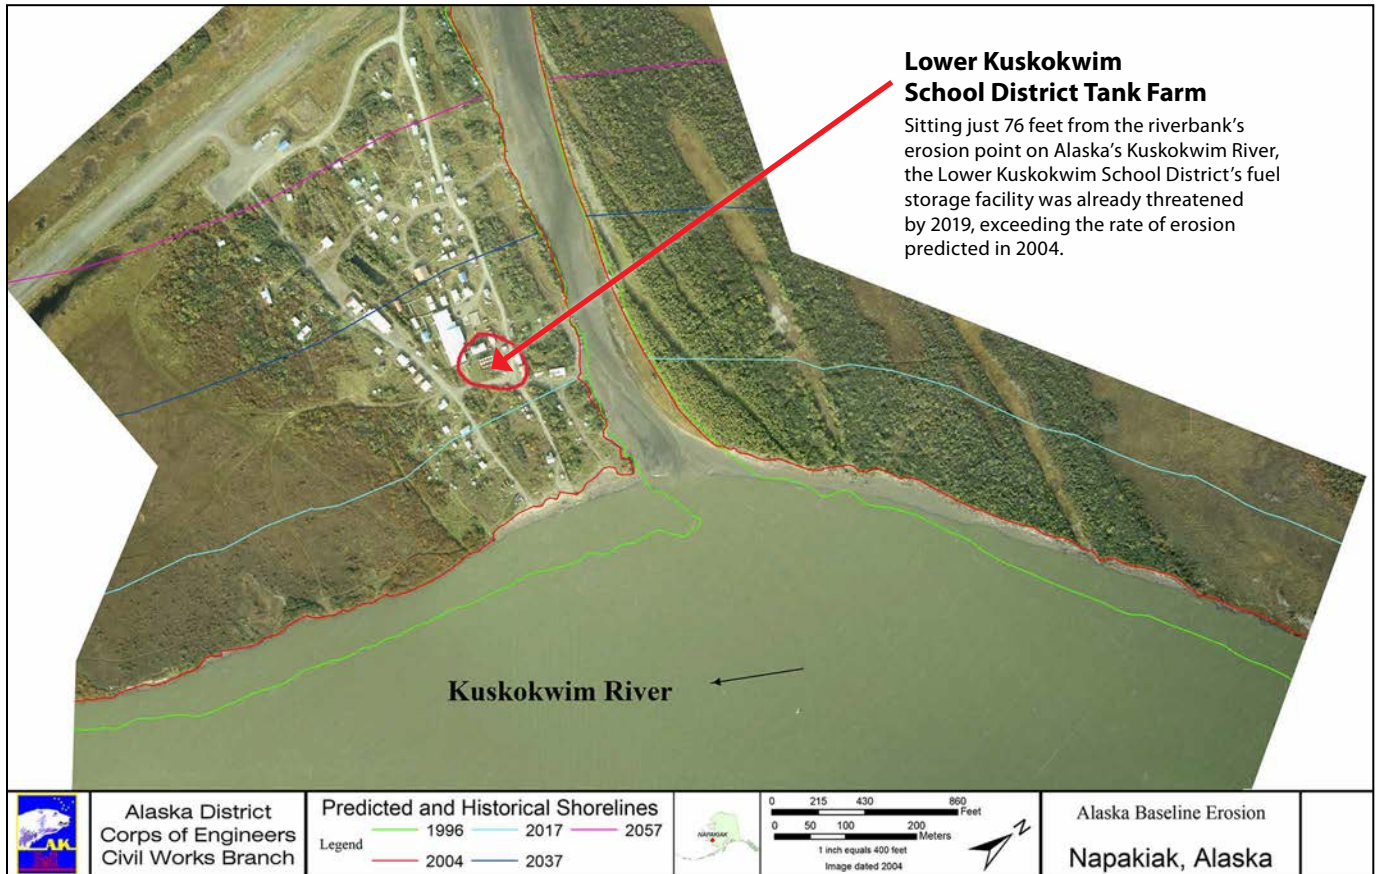 Lower Kuskokwim
School District Tank Farm
Sitting just 76 feet from the riverbank's
erosion point on Alaska's Kuskokwim River,
the Lower Kuskokwim School District's fuel
storage facility was already threatened
by 2019, exceeding the rate of erosion
predicted in 2004.
Kuskokwim River
AK
Alaska District
Corps of Engineers
Civil Works Branch
Predicted and Historical Shorelines
Legend
1996
2017
2057
2004
2037
NAPAKIAK
0 215 430 860
Feet
0 50 100 200
Meters
1 inch equals 400 feet
Image dated 2004
N
Alaska Baseline Erosion
Napakiak, Alaska